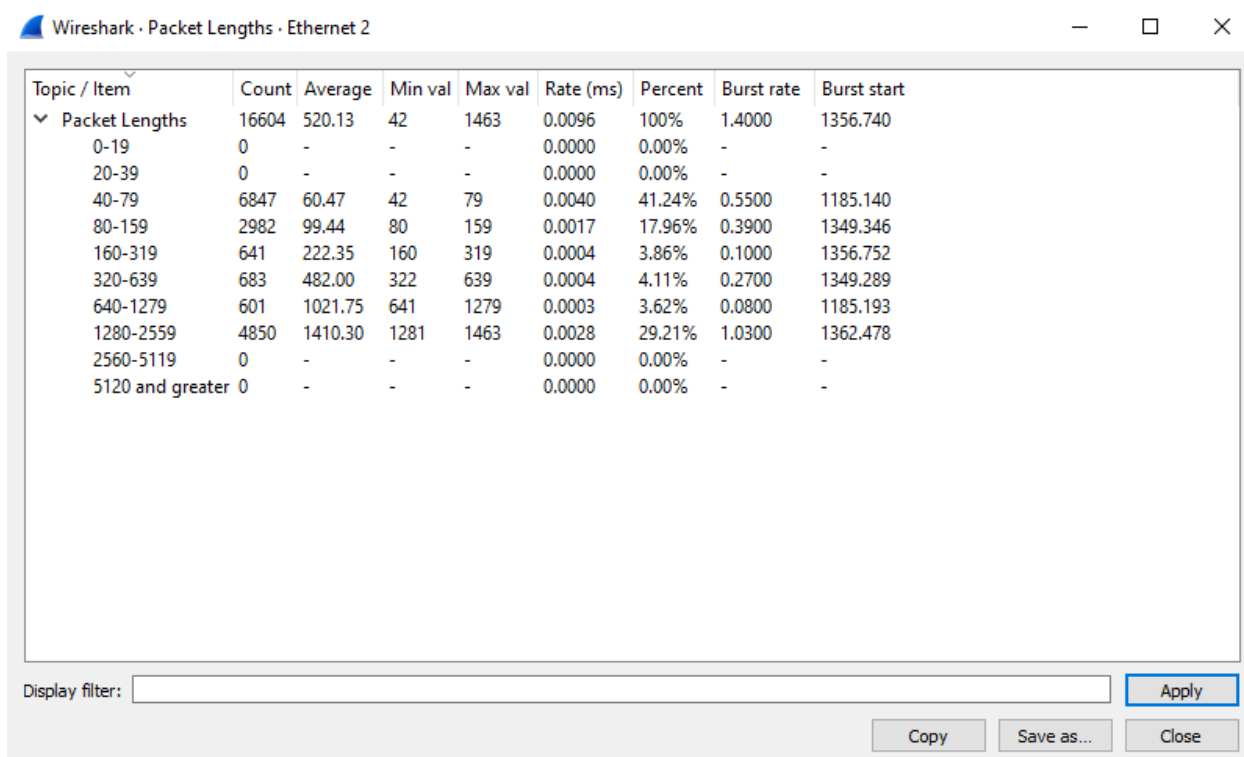 Wireshark · Packet Lengths · Ethernet 2
Topic / Item Count Average Min val Max val Rate (ms) Percent Burst rate Burst start
Packet Lengths 16604 520.13 42 1463 0.0096 100% 1.4000 1356.740
0-19 0 - - - 0.0000 0.00% - -
20-39 0 - - - 0.0000 0.00% - -
40-79 6847 60.47 42 79 0.0040 41.24% 0.5500 1185.140
80-159 2982 99.44 80 159 0.0017 17.96% 0.3900 1349.346
160-319 641 222.35 160 319 0.0004 3.86% 0.1000 1356.752
320-639 683 482.00 322 639 0.0004 4.11% 0.2700 1349.289
640-1279 601 1021.75 641 1279 0.0003 3.62% 0.0800 1185.193
1280-2559 4850 1410.30 1281 1463 0.0028 29.21% 1.0300 1362.478
2560-5119 0 - - - 0.0000 0.00% - -
5120 and greater 0 - - - 0.0000 0.00% - -
Display filter: Apply
Copy Save as... Close